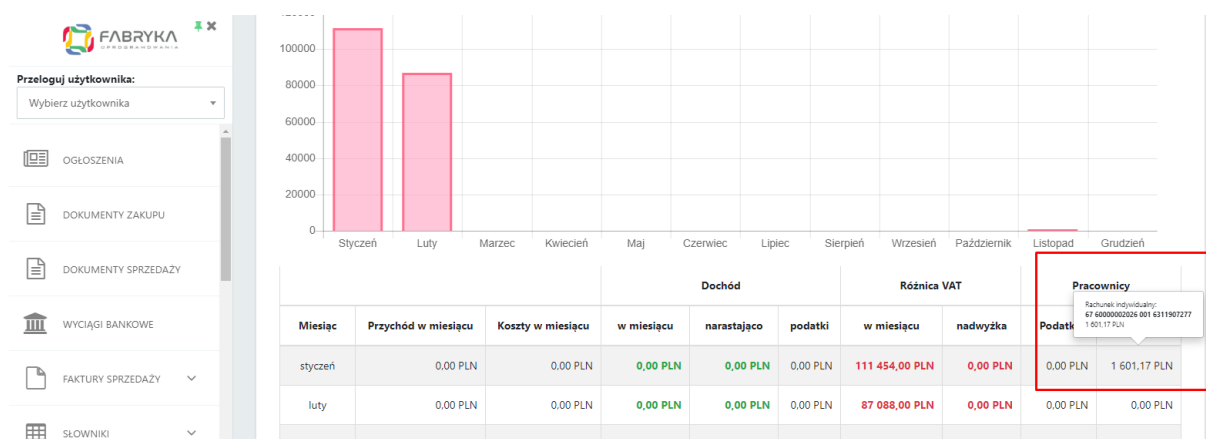 FABRYKA
OPROGRAMOWANIA
Przeloguj użytkownika:
Wybierz użytkownika
OGŁOSZENIA
DOKUMENTY ZAKUPU
DOKUMENTY SPRZEDAŻY
WYCIĄGI BANKOWE
FAKTURY SPRZEDAŻY
SŁOWNIKI
120000
100000
80000
60000
40000
20000
0
Styczeń Luty Marzec Kwiecień Maj Czerwiec Lipiec Sierpień Wrzesień Październik Listopad Grudzień
Dochód Różnica VAT Pracownicy
Rachunek indywidualny:
67 60000002026 001 6311907277
1 601,17 PLN
Miesiąc Przychód w miesiącu Koszty w miesiącu w miesiącu narastająco podatki w miesiącu nadwyżka
styczeń 0,00 PLN 0,00 PLN 0,00 PLN 0,00 PLN 0,00 PLN 111 454,00 PLN 0,00 PLN 0,00 PLN 1 601,17 PLN
luty 0,00 PLN 0,00 PLN 0,00 PLN 0,00 PLN 0,00 PLN 87 088,00 PLN 0,00 PLN 0,00 PLN 0,00 PLN